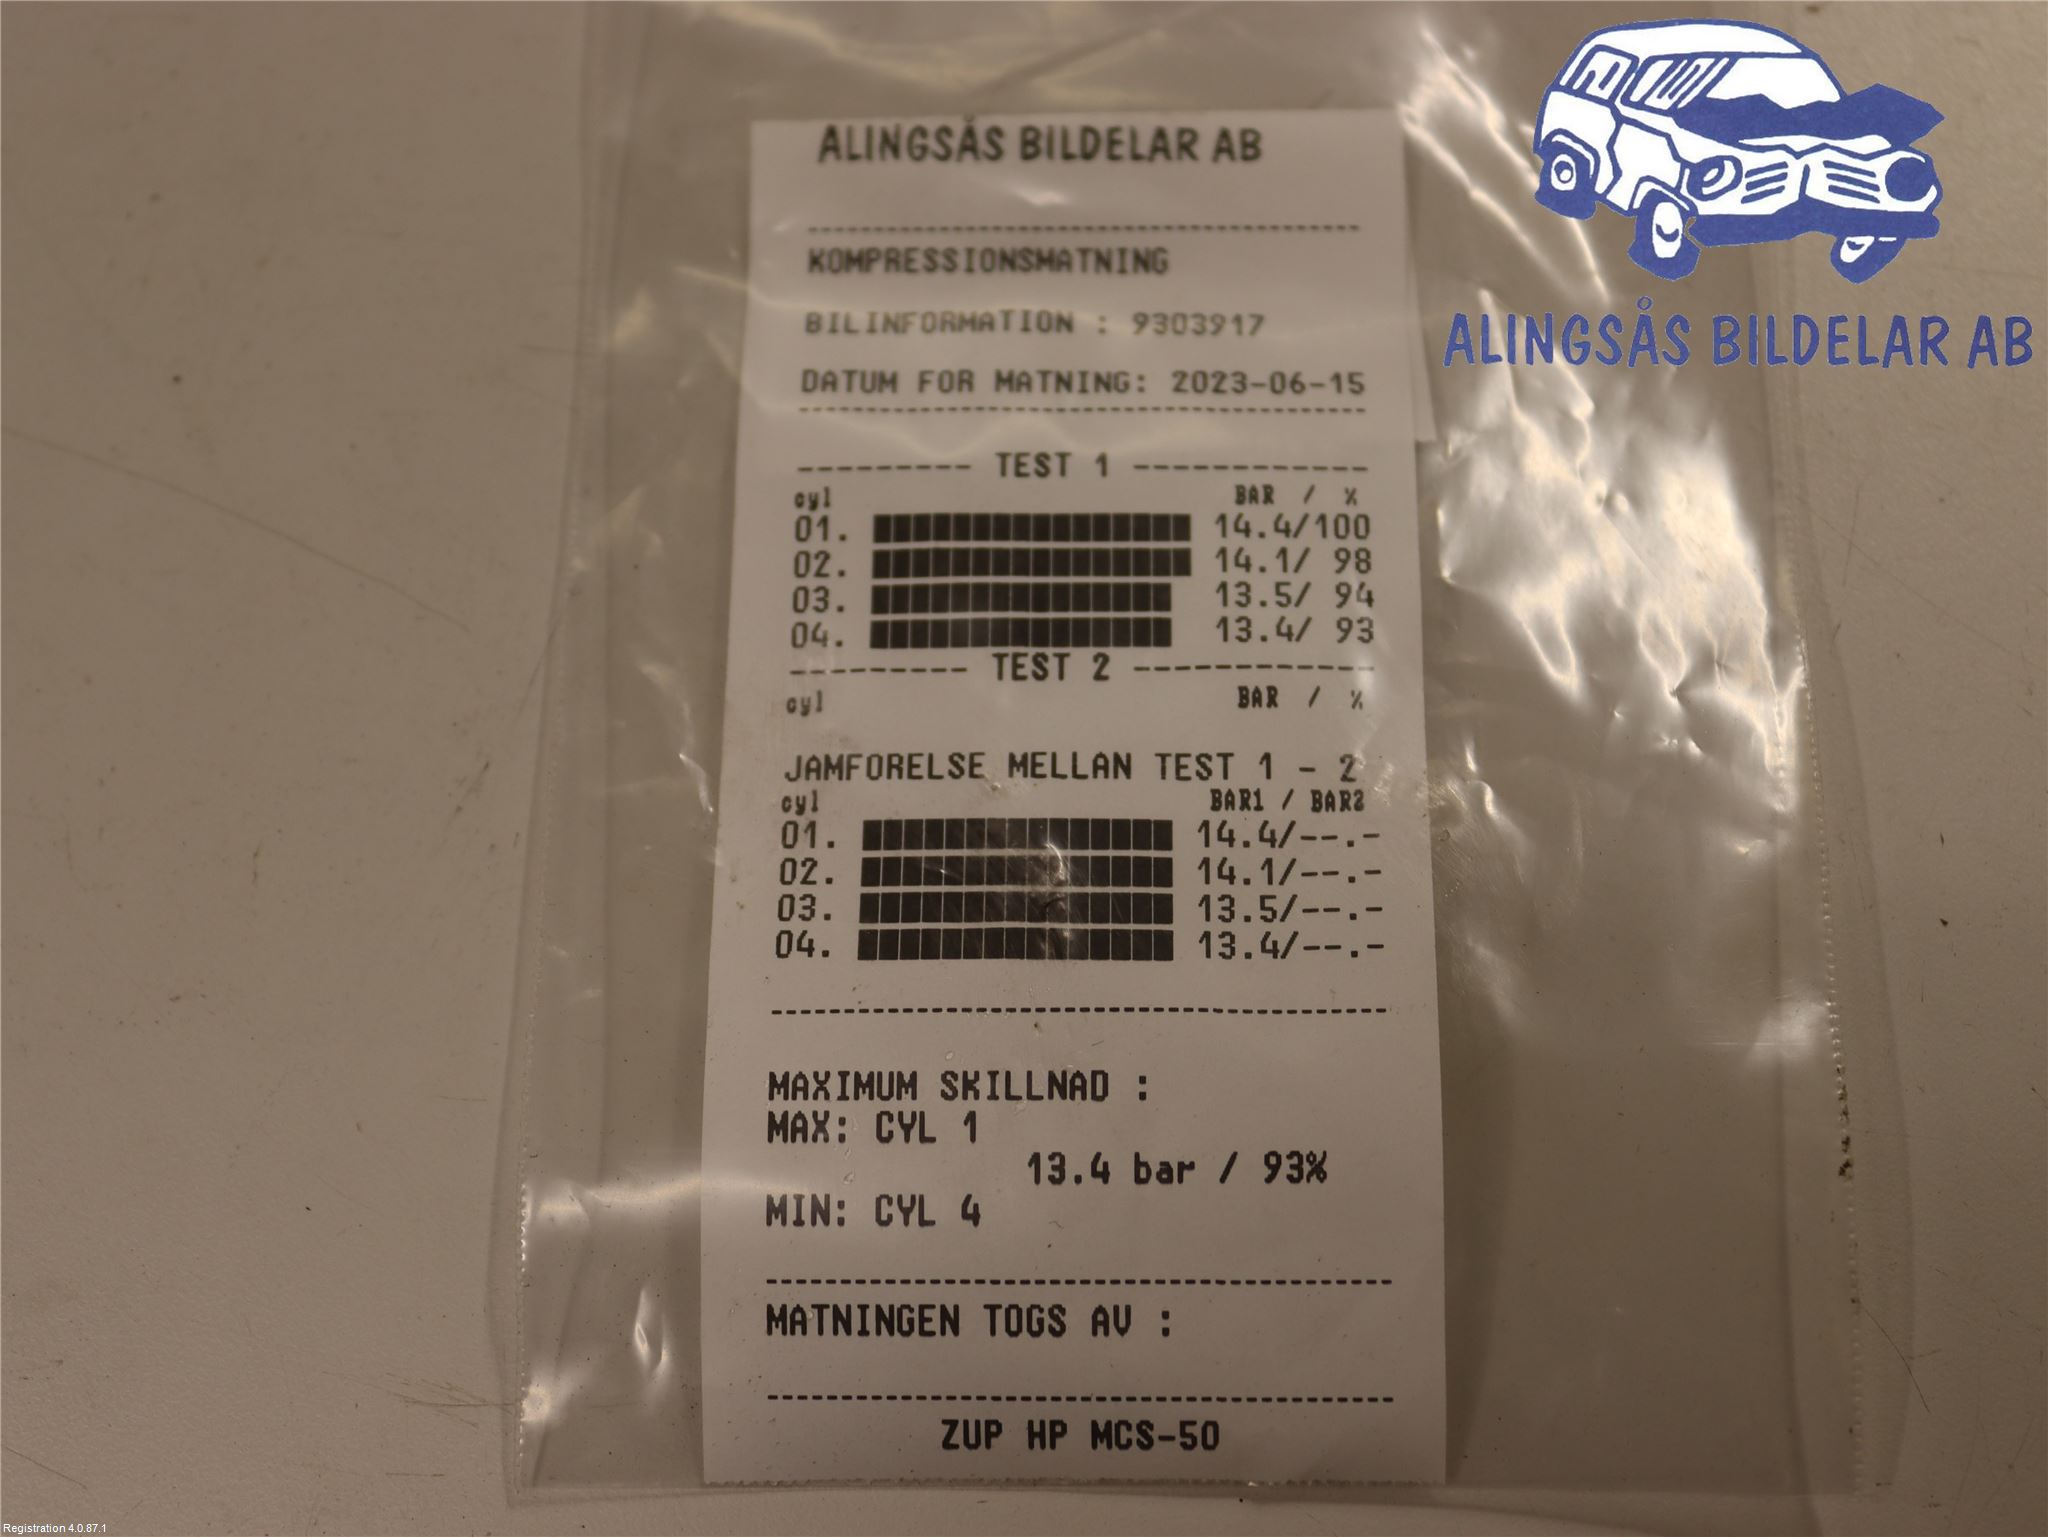 ALINGSÅS BILDELAR AB
KOMPRESSIONSMATNING
BILINFORMATION : 9303917
DATUM FOR MATNING: 2023-06-15
--------- TEST 1 ------------
cyl BAR / %
01. 14.4/100
02. 14.1/ 98
03. 13.5/ 94
04. 13.4/ 93
--------- TEST 2 ------------
cyl BAR / %
JAMFORELSE MELLAN TEST 1 - 2
cyl BAR1 / BAR2
01. 14.4/--.-
02. 14.1/--.-
03. 13.5/--.-
04. 13.4/--.-
MAXIMUM SKILLNAD :
MAX: CYL 1
13.4 bar / 93%
MIN: CYL 4
MATNINGEN TOGS AV :
ZUP HP MCS-50
ALINGSÅS BILDELAR AB
Registration 4.0.87.1